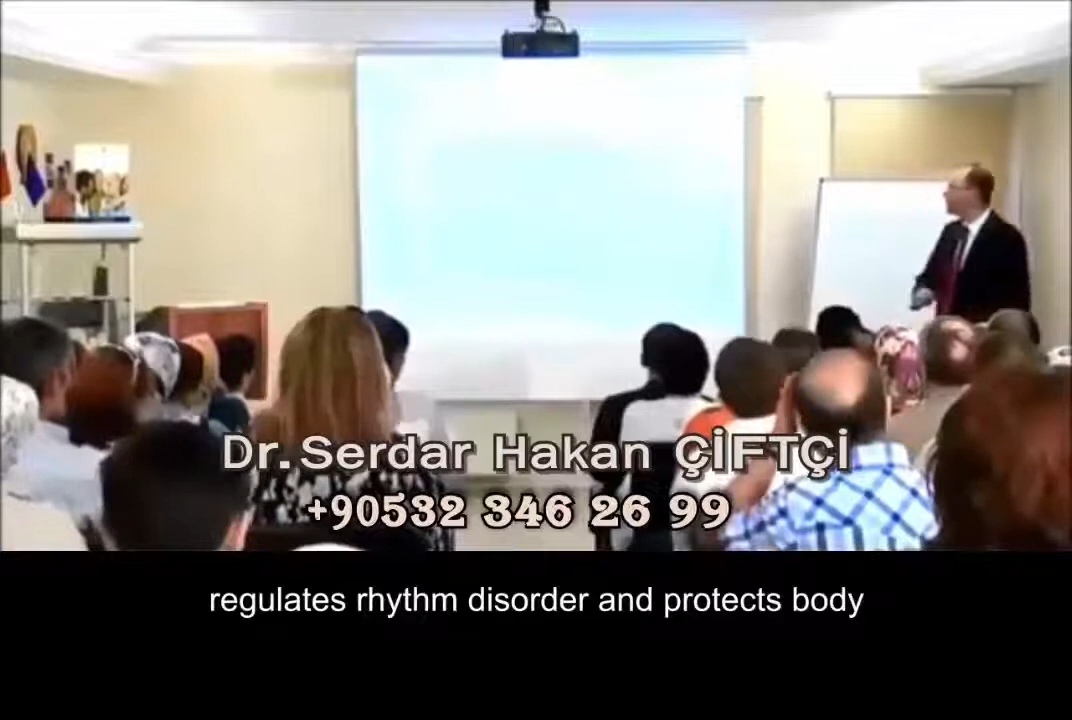 Dr. Serdar Hakan ÇİFTÇİ
+90532 346 26 99
regulates rhythm disorder and protects body